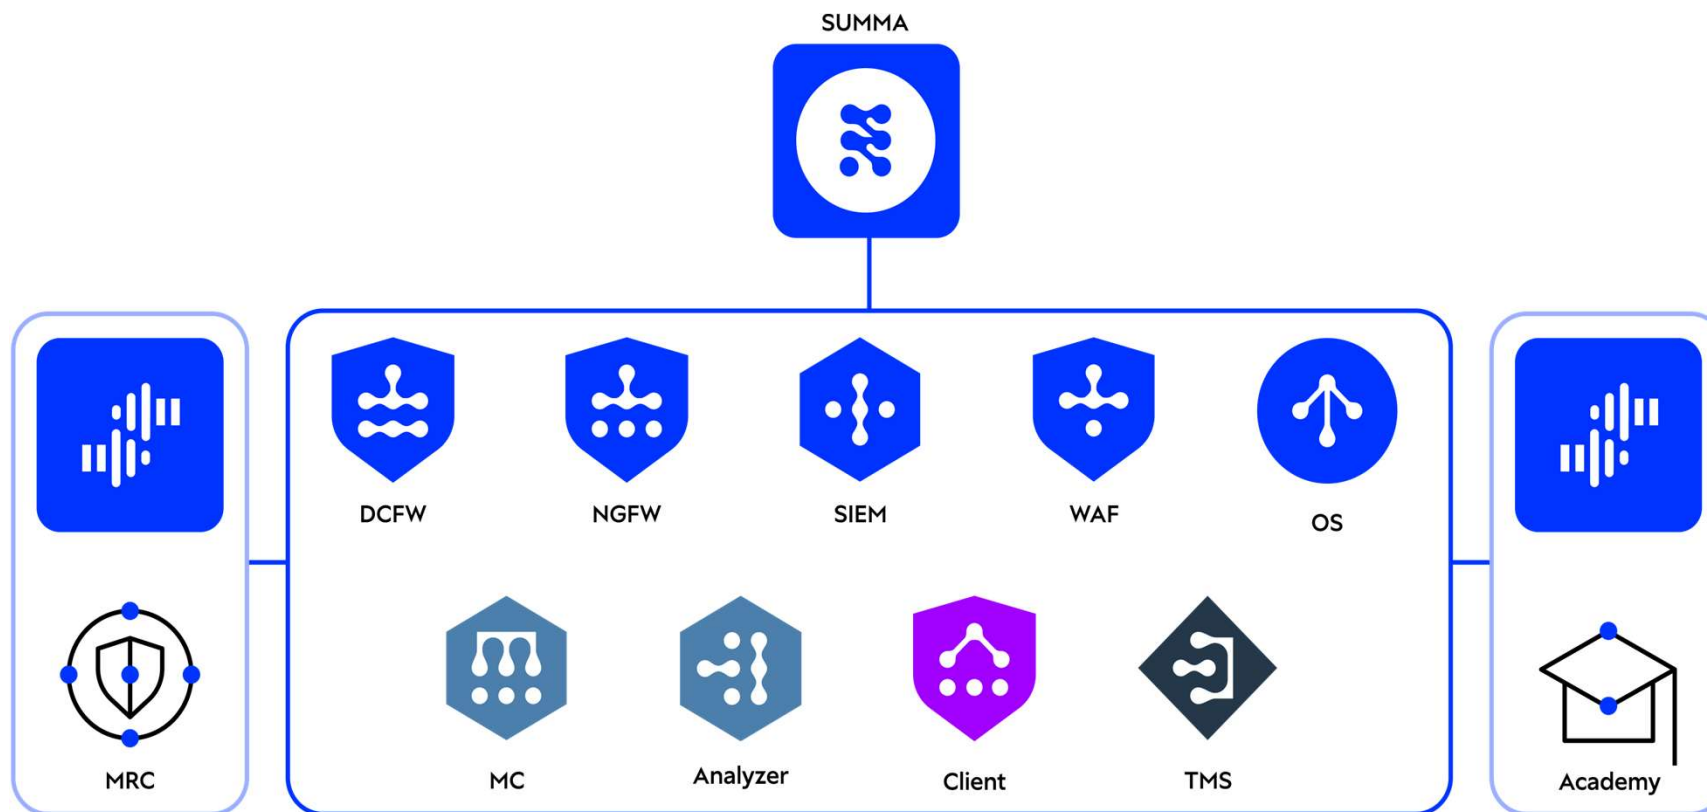 SUMMA
DCFW
NGFW
SIEM
WAF
OS
MRC
MC
Analyzer
Client
TMS
Academy